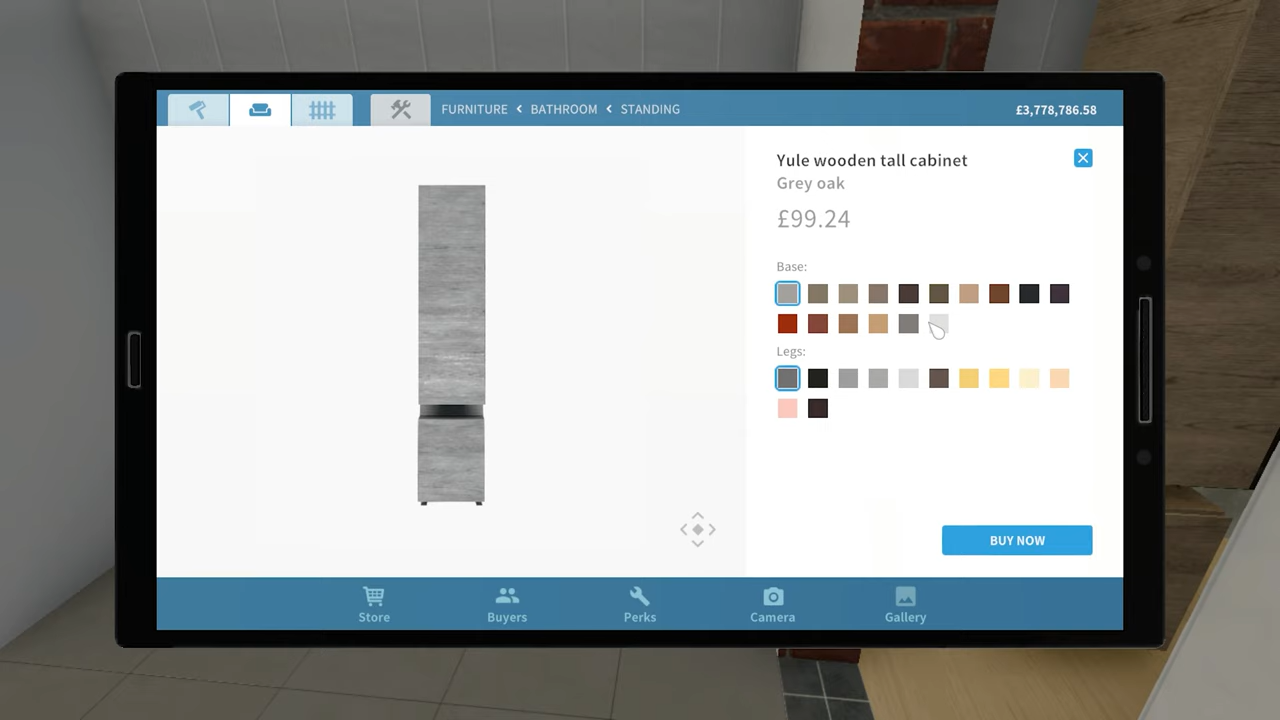 FURNITURE < BATHROOM < STANDING
£3,778,786.58
Yule wooden tall cabinet
Grey oak
£99.24
Base:
Legs:
BUY NOW
Store
Buyers
Perks
Camera
Gallery